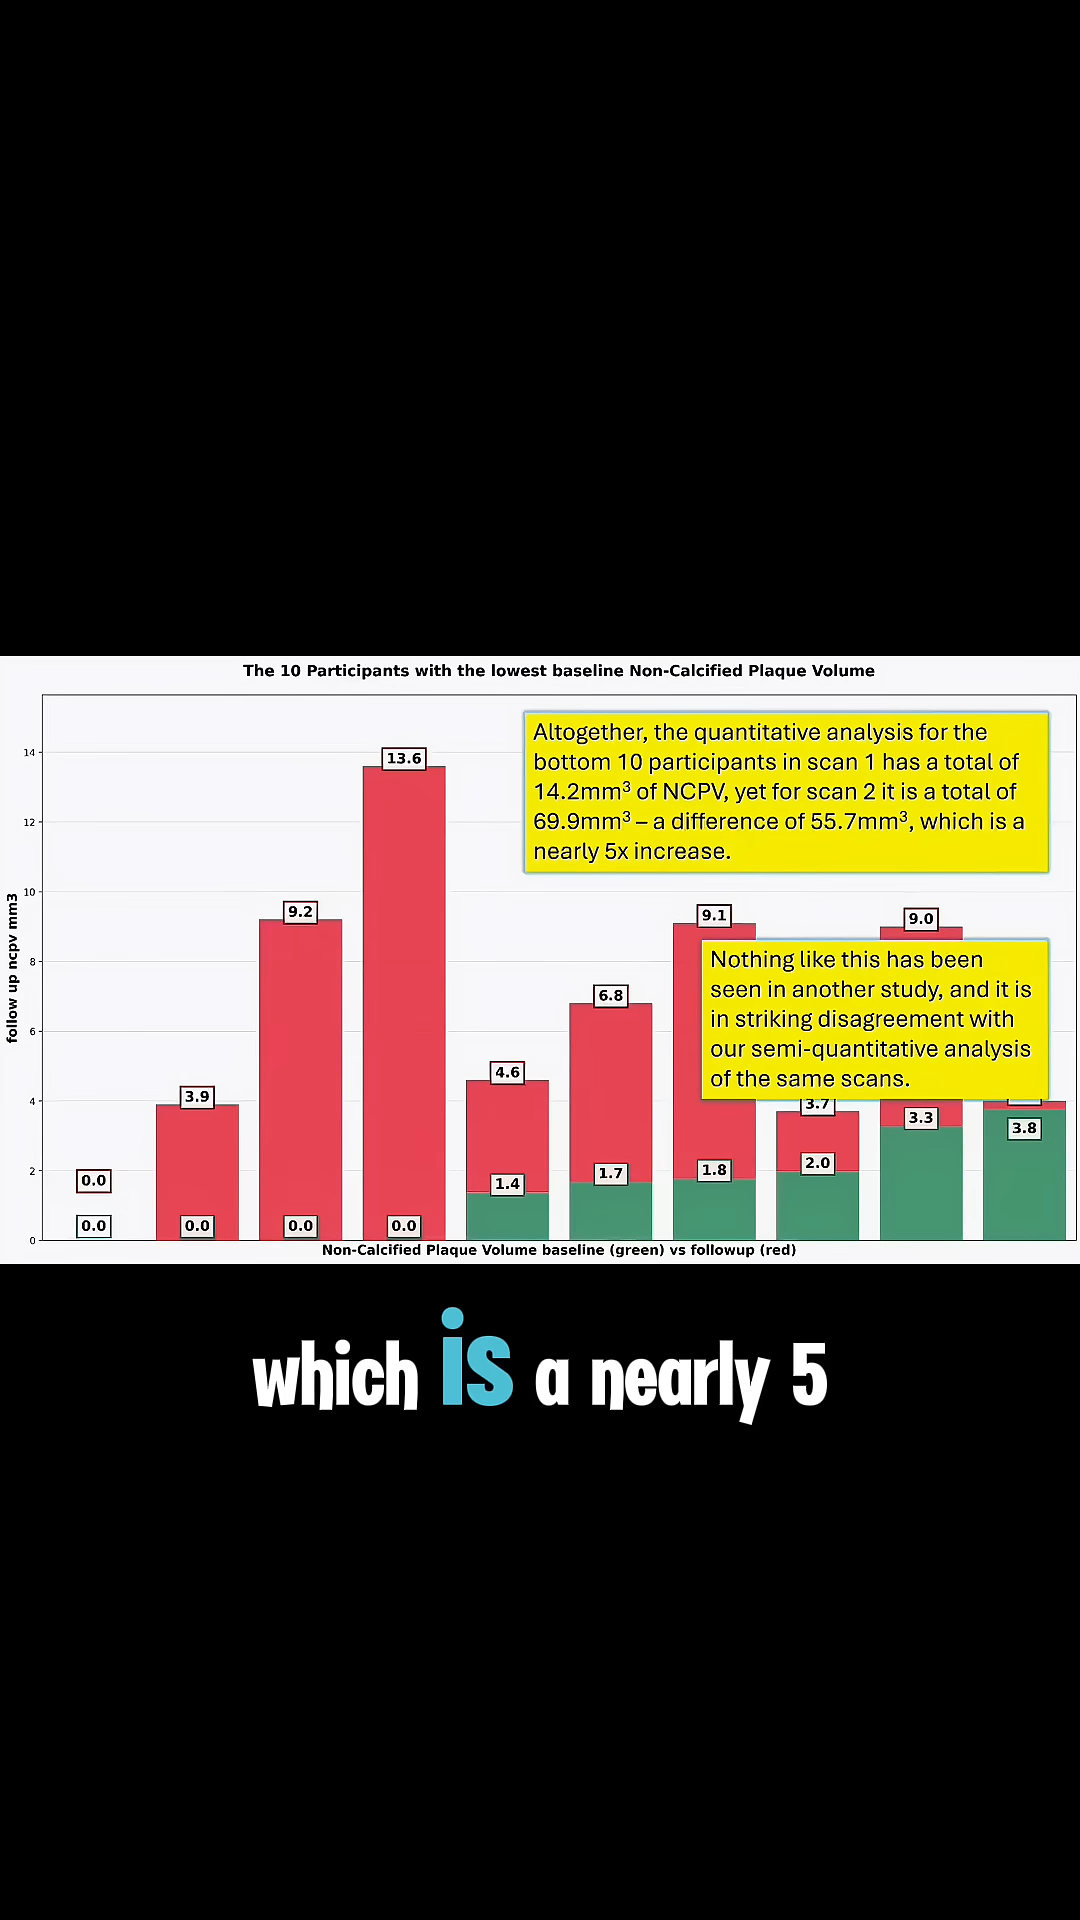 The 10 Participants with the lowest baseline Non-Calcified Plaque Volume
Altogether, the quantitative analysis for the
bottom 10 participants in scan 1 has a total of
14.2mm³ of NCPV, yet for scan 2 it is a total of
69.9mm³ – a difference of 55.7mm³, which is a
nearly 5x increase.
Nothing like this has been
seen in another study, and it is
in striking disagreement with
our semi-quantitative analysis
of the same scans.
follow up ncpv mm3
14
12
10
8
6
4
2
0
0.0
0.0
3.9
0.0
9.2
0.0
13.6
0.0
4.6
1.4
6.8
1.7
9.1
1.8
3.7
2.0
9.0
3.3
3.8
Non-Calcified Plaque Volume baseline (green) vs followup (red)
which is a nearly 5